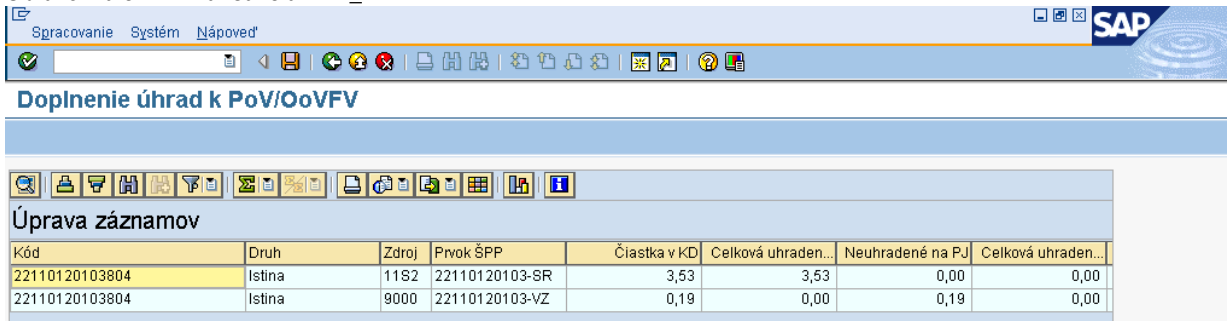 Spracovanie Systém Nápoveď
SAP
Doplnenie úhrad k PoV/OoVFV
Úprava záznamov
Kód Druh Zdroj Prvok ŠPP Čiastka v KD Celková uhraden... Neuhradené na PJ Celková uhraden...
22110120103804 Istina 11S2 22110120103-SR 3,53 3,53 0,00 0,00
22110120103804 Istina 9000 22110120103-VZ 0,19 0,00 0,19 0,00